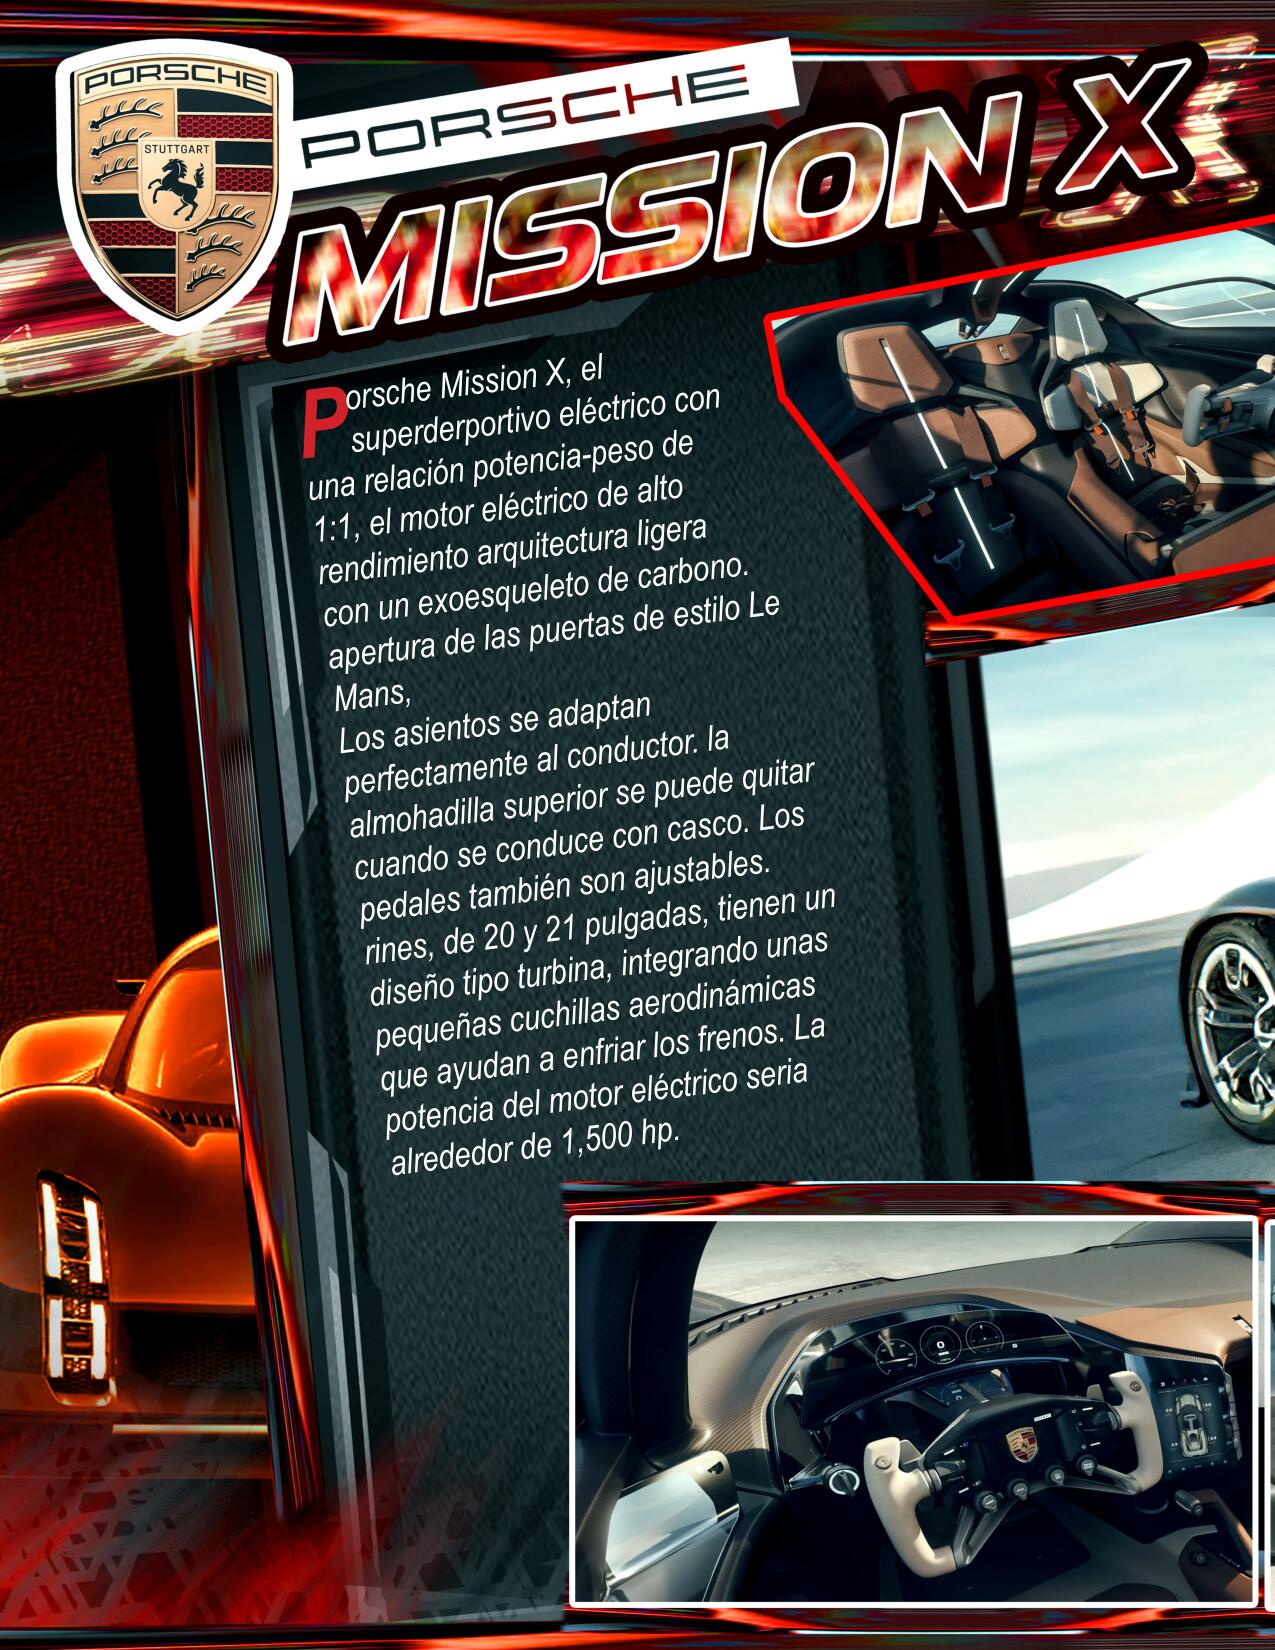 PORSCHE
STUTTGART
PORSCHE
MISSION X
Porsche Mission X, el
superderportivo eléctrico con
una relación potencia-peso de
1:1, el motor eléctrico de alto
rendimiento arquitectura ligera
con un exoesqueleto de carbono.
apertura de las puertas de estilo Le
Mans,
Los asientos se adaptan
perfectamente al conductor. la
almohadilla superior se puede quitar
cuando se conduce con casco. Los
pedales también son ajustables.
rines, de 20 y 21 pulgadas, tienen un
diseño tipo turbina, integrando unas
pequeñas cuchillas aerodinámicas
que ayudan a enfriar los frenos. La
potencia del motor eléctrico seria
alrededor de 1,500 hp.